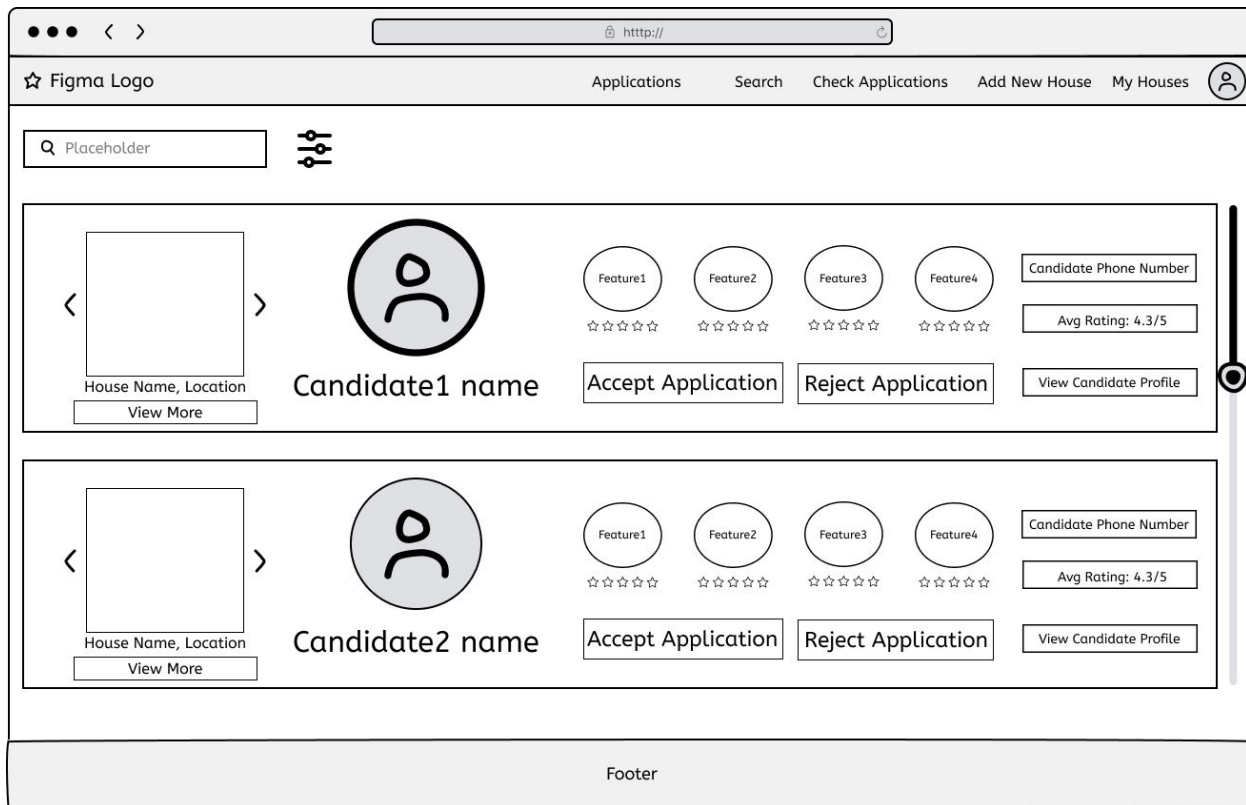 htttp://
Figma Logo
Applications
Search
Check Applications
Add New House
My Houses
Placeholder
House Name, Location
View More
Candidate1 name
Feature1
Feature2
Feature3
Feature4
Accept Application
Reject Application
Candidate Phone Number
Avg Rating: 4.3/5
View Candidate Profile
House Name, Location
View More
Candidate2 name
Feature1
Feature2
Feature3
Feature4
Accept Application
Reject Application
Candidate Phone Number
Avg Rating: 4.3/5
View Candidate Profile
Footer